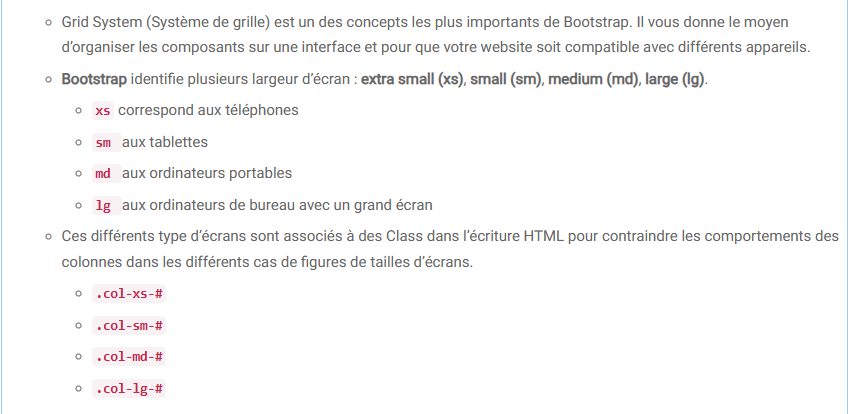 Grid System (Système de grille) est un des concepts les plus importants de Bootstrap. Il vous donne le moyen
d’organiser les composants sur une interface et pour que votre website soit compatible avec différents appareils.
Bootstrap identifie plusieurs largeur d’écran : extra small (xs), small (sm), medium (md), large (lg).
xs correspond aux téléphones
sm aux tablettes
md aux ordinateurs portables
lg aux ordinateurs de bureau avec un grand écran
Ces différents type d’écrans sont associés à des Class dans l’écriture HTML pour contraindre les comportements des
colonnes dans les différents cas de figures de tailles d’écrans.
.col-xs-#
.col-sm-#
.col-md-#
.col-lg-#